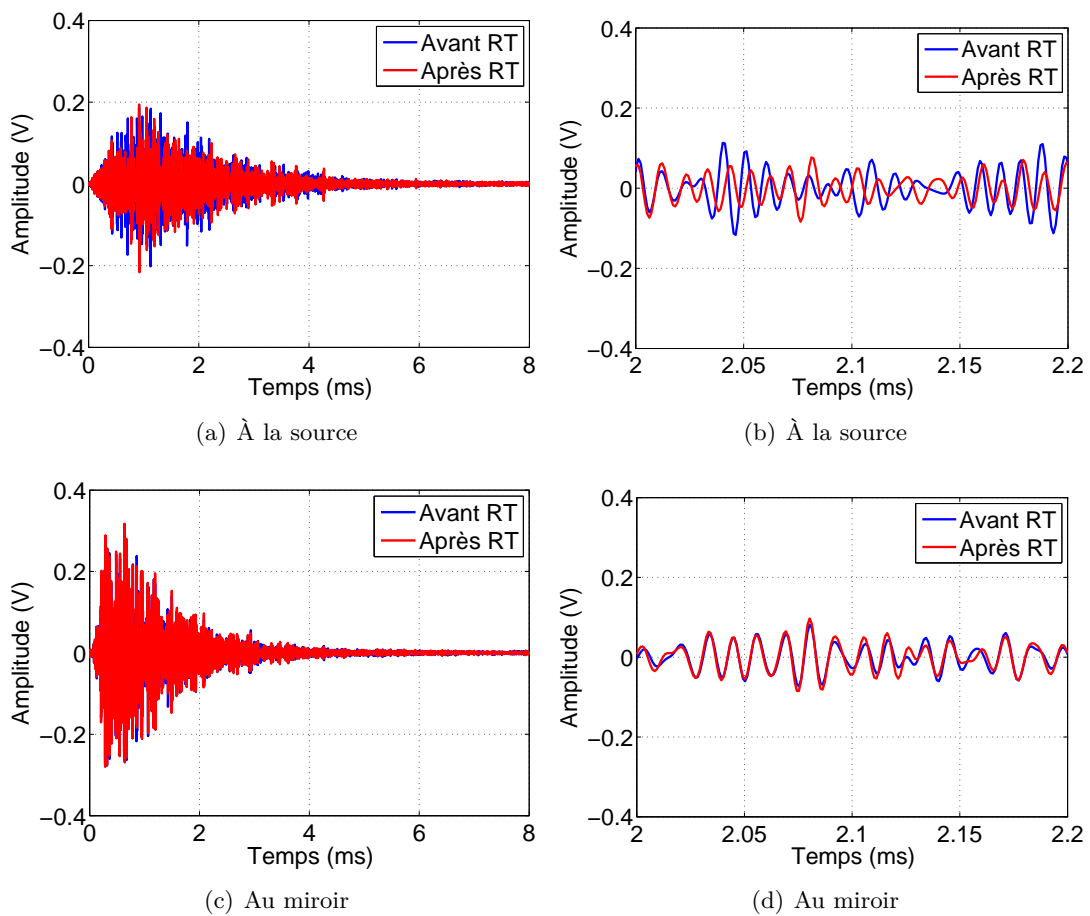 0.4
0.2
0
−0.2
−0.4
Amplitude (V)
Avant RT
Après RT
0 2 4 6 8
Temps (ms)
(a) À la source
0.4
0.2
0
−0.2
−0.4
Amplitude (V)
Avant RT
Après RT
2 2.05 2.1 2.15 2.2
Temps (ms)
(b) À la source
0.4
0.2
0
−0.2
−0.4
Amplitude (V)
Avant RT
Après RT
0 2 4 6 8
Temps (ms)
(c) Au miroir
0.4
0.2
0
−0.2
−0.4
Amplitude (V)
Avant RT
Après RT
2 2.05 2.1 2.15 2.2
Temps (ms)
(d) Au miroir